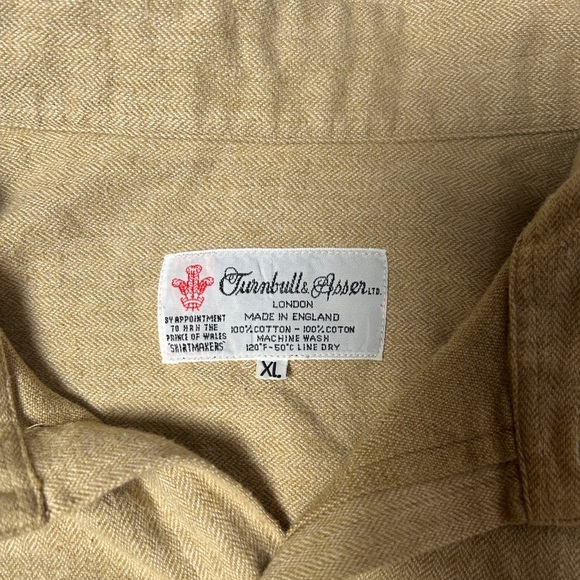 Turnbull & Asser LTD.
LONDON
MADE IN ENGLAND
BY APPOINTMENT
TO HRH THE
PRINCE OF WALES
"SHIRTMAKERS"
100% COTTON - 100% COTON
MACHINE WASH
120°F-50°C LINE DRY
XL